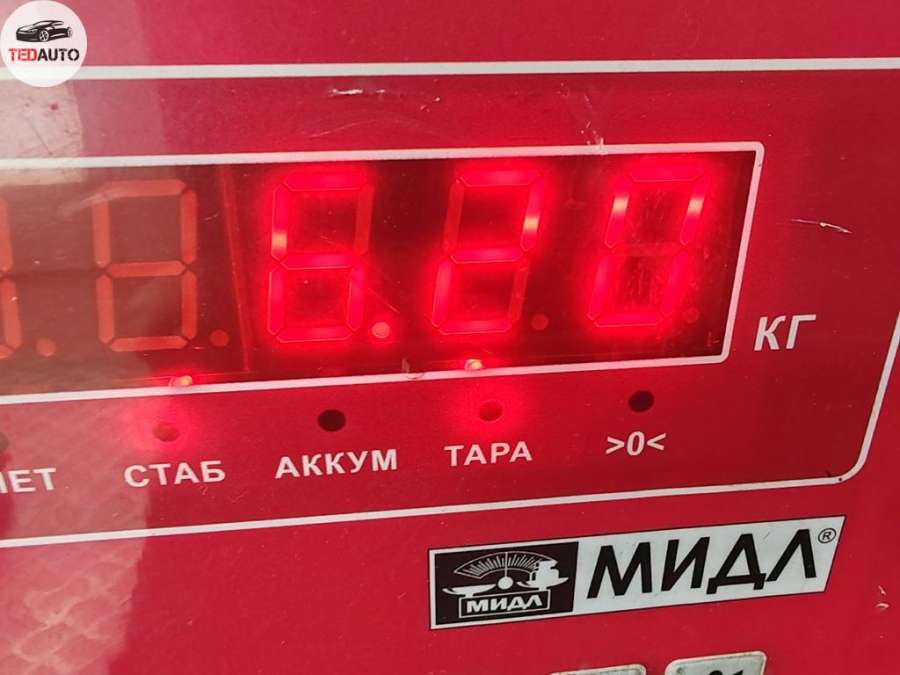 TEDAUTO
6.20
КГ
СТАБ АККУМ ТАРА >0<
МИДЛ МИДЛ®